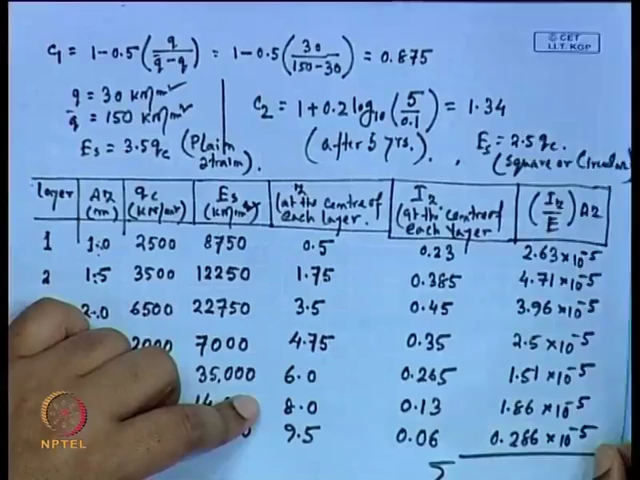 © CET
I.I.T. KGP
C1 = 1-0.5(q/(q̄-q)) = 1-0.5(30/(150-30)) = 0.875
q = 30 kN/m²
q̄ = 150 kN/m²
Es = 3.5qc (Plain strain).
C2 = 1+0.2log10(5/0.1) = 1.34
(after 5 yrs.).
Es = 2.5qc.
(square or Circular)
layer Δz (m) qc (kN/m²) Es (kN/m²) z (at the centre of each layer. Iz (at the centre of each layer (Iz/E)Δz
1 1.0 2500 8750 0.5 0.23 2.63×10⁻⁵
2 1.5 3500 12250 1.75 0.385 4.71×10⁻⁵
2.0 6500 22750 3.5 0.45 3.96×10⁻⁵
2000 7000 4.75 0.35 2.5×10⁻⁵
35,000 6.0 0.265 1.51×10⁻⁵
8.0 0.13 1.86×10⁻⁵
9.5 0.06 0.286×10⁻⁵
Σ
NPTEL